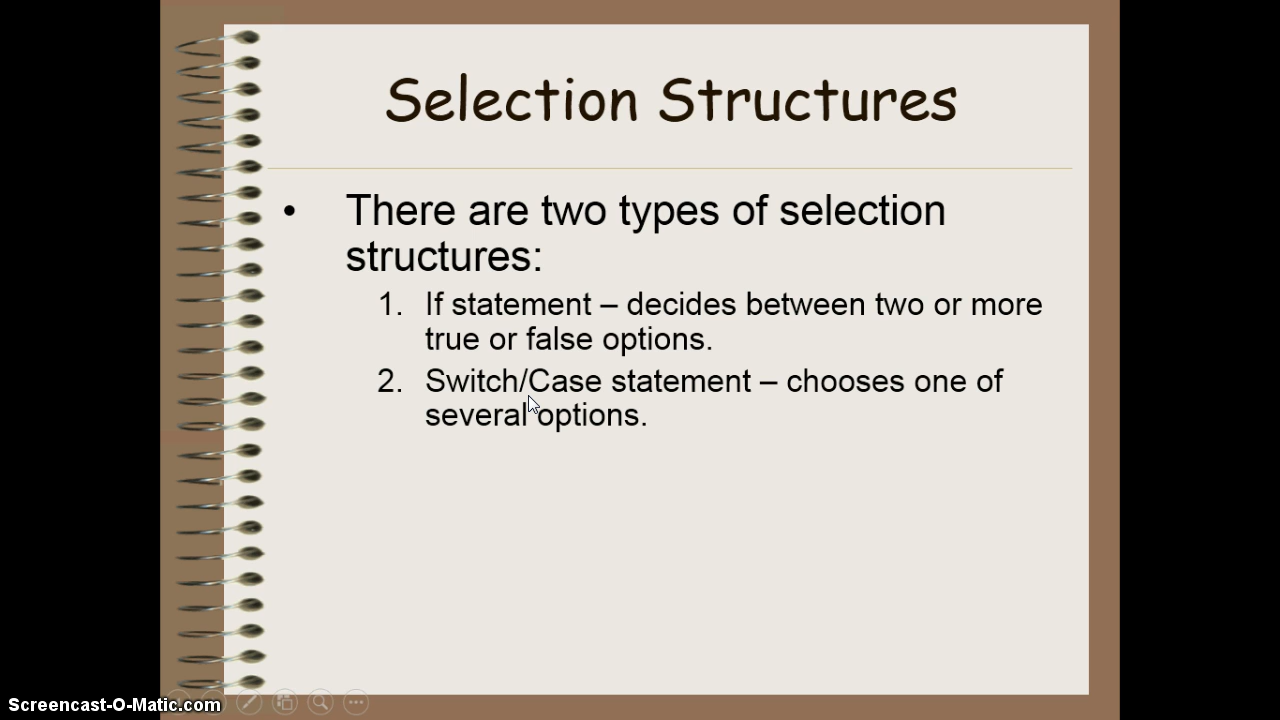 Selection Structures
• There are two types of selection
structures:
1. If statement – decides between two or more
true or false options.
2. Switch/Case statement – chooses one of
several options.
Screencast-O-Matic.com